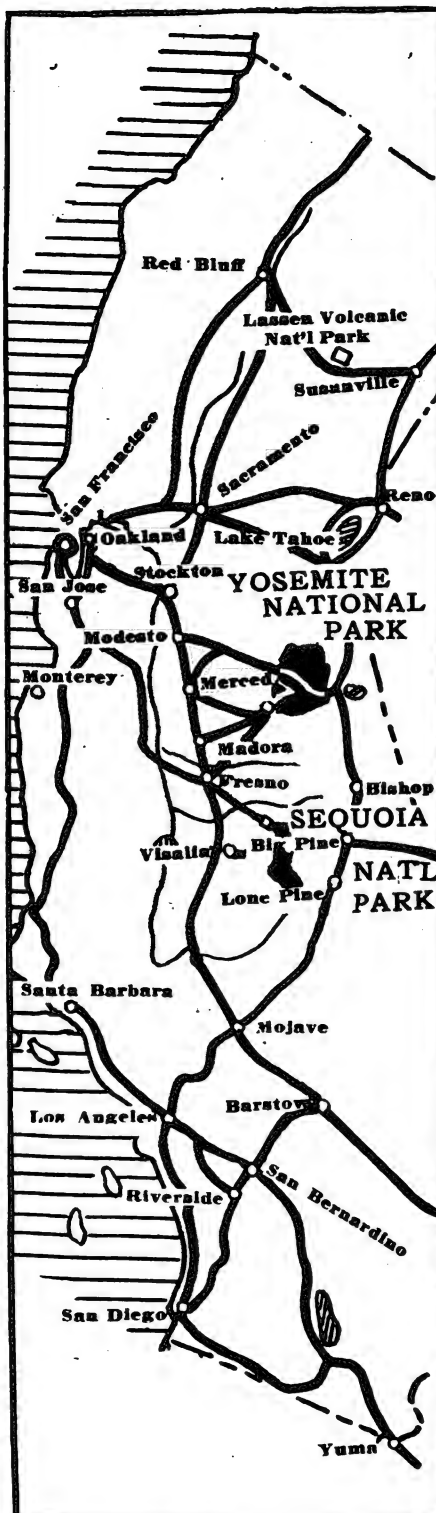 Red Bluff
Lassen Volcanic
Nat'l Park
Susanville
San Francisco
Sacramento
Reno
Oakland
Lake Tahoe
San Jose
Stockton
YOSEMITE
NATIONAL
PARK
Modesto
Monterey
Merced
Madora
Fresno
Bishop
SEQUOIA
Visalia
Big Pine
NATL
PARK
Lone Pine
Santa Barbara
Mojave
Los Angeles
Barstow
San Bernardino
Riverside
San Diego
Yuma